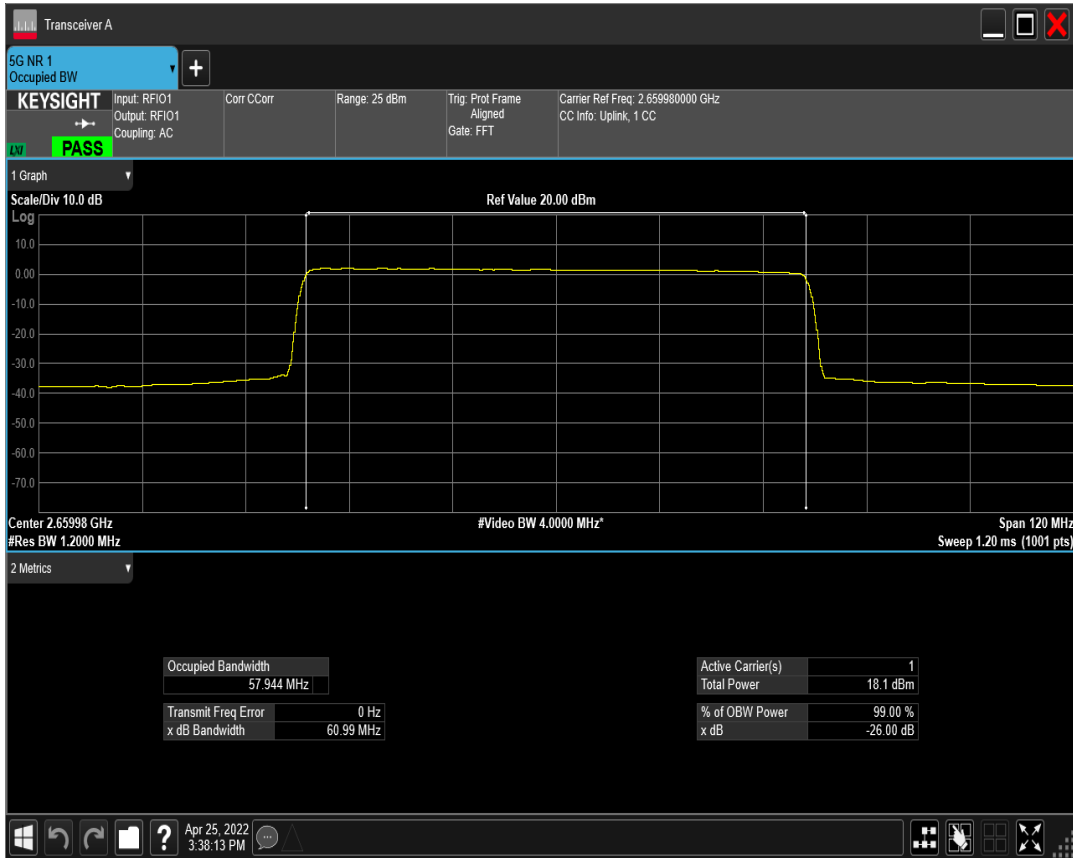 Transceiver A
5G NR 1
Occupied BW
KEYSIGHT
LXI
PASS
Input: RFIO1
Output: RFIO1
Coupling: AC
Corr CCorr
Range: 25 dBm
Trig: Prot Frame
Aligned
Gate: FFT
Carrier Ref Freq: 2.659980000 GHz
CC Info: Uplink, 1 CC
1 Graph
Scale/Div 10.0 dB
Ref Value 20.00 dBm
Log
10.0
0.00
-10.0
-20.0
-30.0
-40.0
-50.0
-60.0
-70.0
Center 2.65998 GHz
#Video BW 4.0000 MHz*
Span 120 MHz
#Res BW 1.2000 MHz
Sweep 1.20 ms (1001 pts)
2 Metrics
Occupied Bandwidth
57.944 MHz
Transmit Freq Error 0 Hz
x dB Bandwidth 60.99 MHz
Active Carrier(s) 1
Total Power 18.1 dBm
% of OBW Power 99.00 %
x dB -26.00 dB
?
Apr 25, 2022
3:38:13 PM